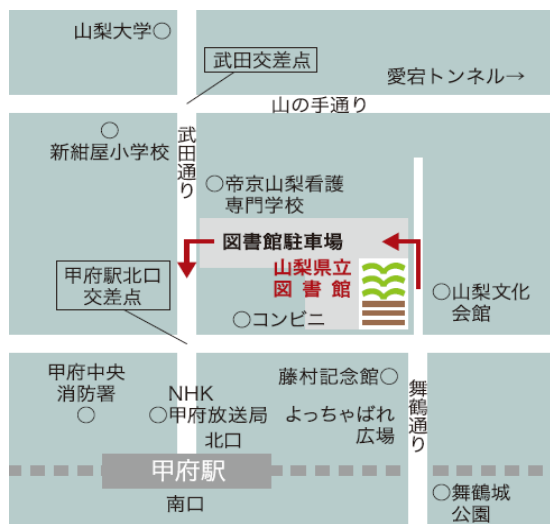 山梨大学○
武田交差点
愛宕トンネル→
山の手通り
○
新紺屋小学校
武田通り
○帝京山梨看護
専門学校
図書館駐車場
山梨県立
図書館
甲府駅北口
交差点
○コンビニ
○山梨文化
会館
甲府中央
消防署
○
NHK
○甲府放送局
北口
藤村記念館○
よっちゃばれ
広場
舞鶴通り
甲府駅
南口
○舞鶴城
公園